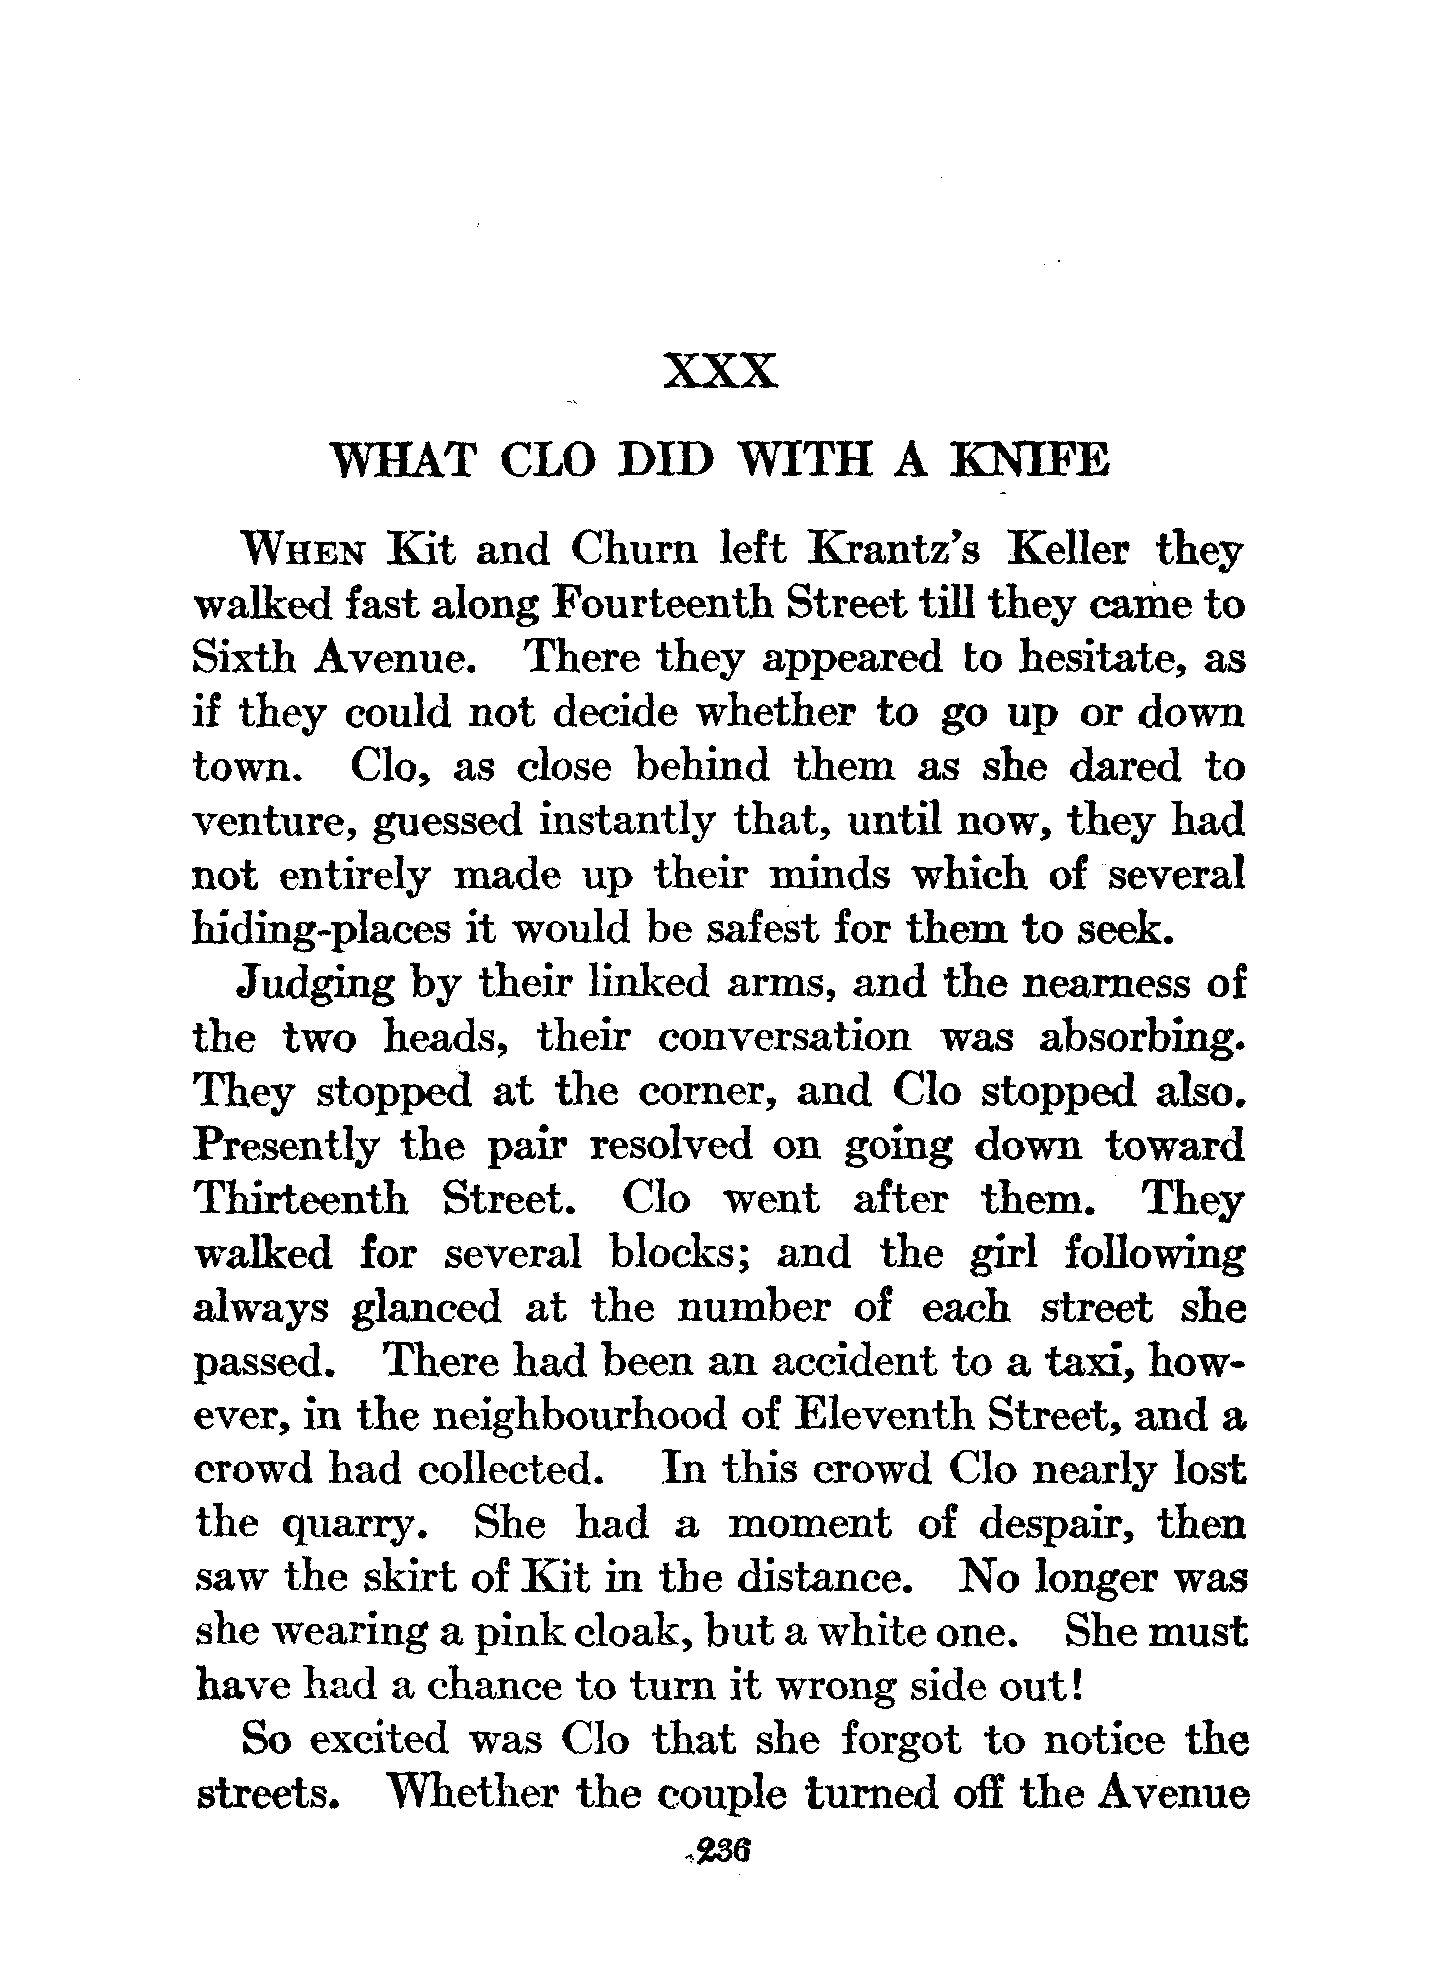 XXX
WHAT CLO DID WITH A KNIFE
WHEN Kit and Churn left Krantz's Keller they
walked fast along Fourteenth Street till they came to
Sixth Avenue. There they appeared to hesitate, as
if they could not decide whether to go up or down
town. Clo, as close behind them as she dared to
venture, guessed instantly that, until now, they had
not entirely made up their minds which of several
hiding-places it would be safest for them to seek.
Judging by their linked arms, and the nearness of
the two heads, their conversation was absorbing.
They stopped at the corner, and Clo stopped also.
Presently the pair resolved on going down toward
Thirteenth Street. Clo went after them. They
walked for several blocks; and the girl following
always glanced at the number of each street she
passed. There had been an accident to a taxi, how-
ever, in the neighbourhood of Eleventh Street, and a
crowd had collected. In this crowd Clo nearly lost
the quarry. She had a moment of despair, then
saw the skirt of Kit in the distance. No longer was
she wearing a pink cloak, but a white one. She must
have had a chance to turn it wrong side out!
So excited was Clo that she forgot to notice the
streets. Whether the couple turned off the Avenue
236